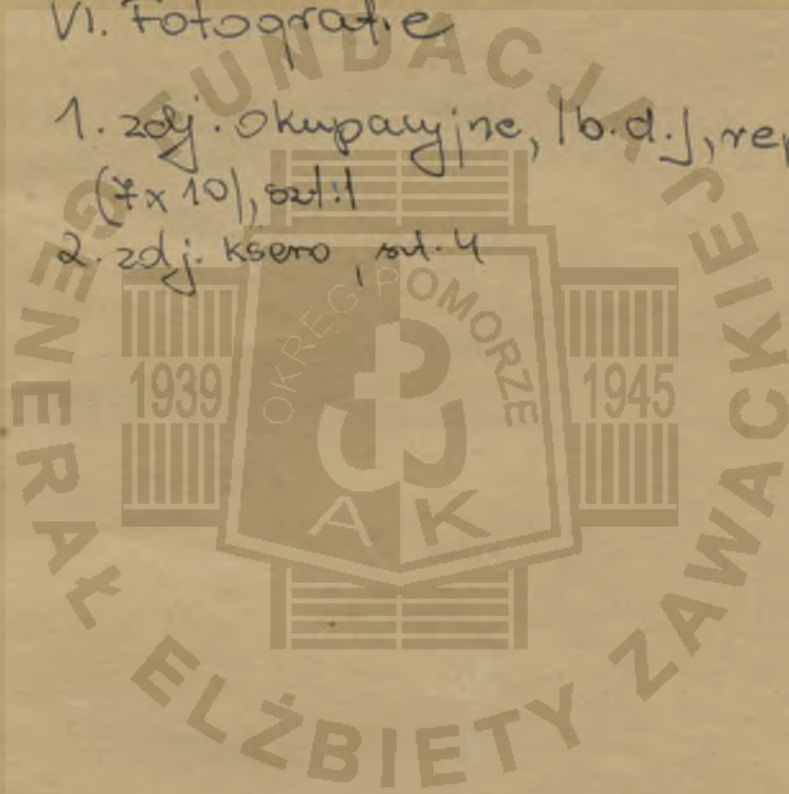 VI. Fotografie
1. zdj. okupacyjne, [b.d.], rep
(7x10), szt. 1
2. zdj. ksero, szt. 4
FUNDACJA GENERAŁ ELŻBIETY ZAWACKIEJ
OKRĘG POMORZE
1939
1945
AK